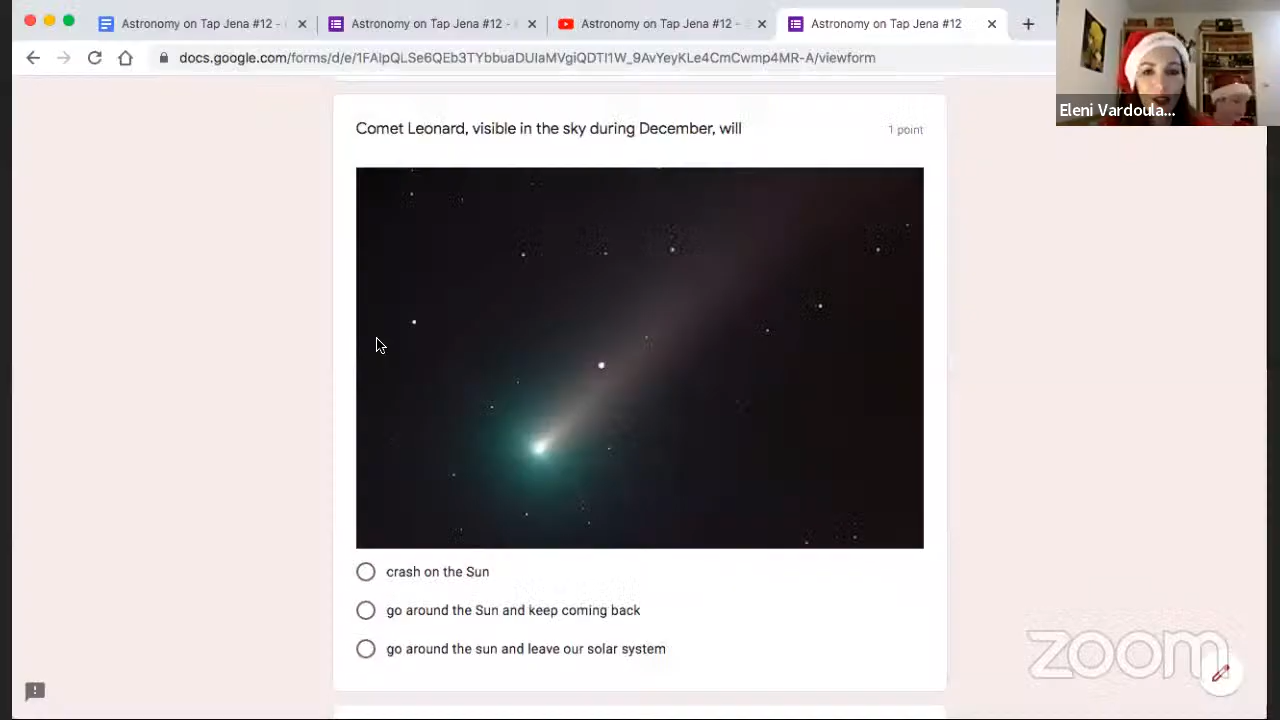 Astronomy on Tap Jena #12 -
Astronomy on Tap Jena #12 -
Astronomy on Tap Jena #12 -
Astronomy on Tap Jena #12
docs.google.com/forms/d/e/1FAIpQLSe6QEb3TYbbuaDUIaMVgiQDTI1W_9AvYeyKLe4CmCwmp4MR-A/viewform
Eleni Vardoula...
Comet Leonard, visible in the sky during December, will
1 point
crash on the Sun
go around the Sun and keep coming back
go around the sun and leave our solar system
zoom